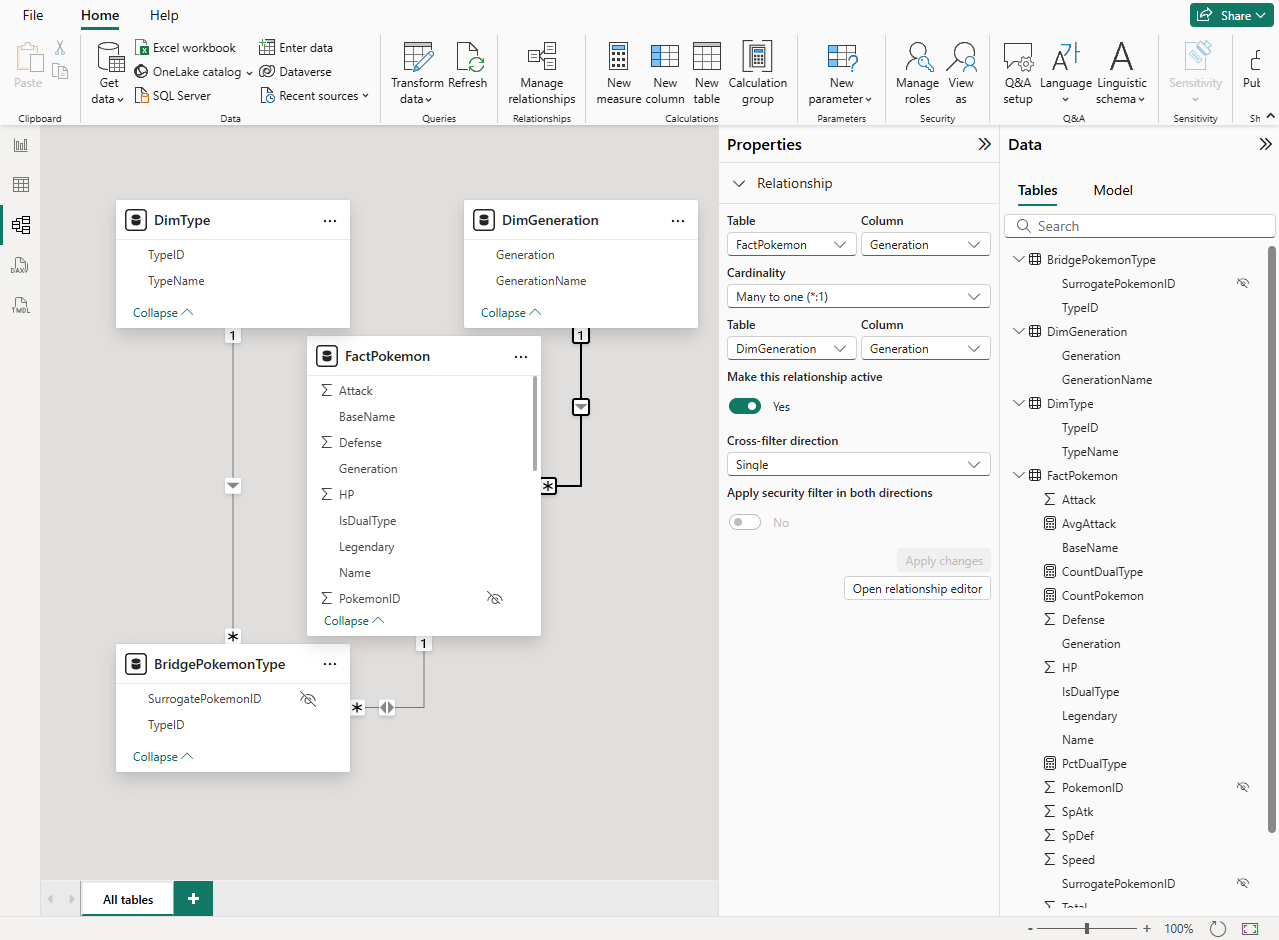 File Home Help
Share
Paste
Clipboard
Get data
Excel workbook
OneLake catalog
SQL Server
Enter data
Dataverse
Recent sources
Data
Transform data
Refresh
Queries
Manage relationships
Relationships
New measure
New column
New table
Calculation group
Calculations
New parameter
Parameters
Manage roles
View as
Security
Q&A setup
Language
Linguistic schema
Q&A
Sensitivity
Sensitivity
Pu
Sh
DAX
TMDL
DimType
TypeID
TypeName
Collapse
1
*
DimGeneration
Generation
GenerationName
Collapse
1
*
FactPokemon
Attack
BaseName
Defense
Generation
HP
IsDualType
Legendary
Name
PokemonID
Collapse
1
*
BridgePokemonType
SurrogatePokemonID
TypeID
Collapse
All tables
+
Properties
Relationship
Table Column
FactPokemon Generation
Cardinality
Many to one (*:1)
Table Column
DimGeneration Generation
Make this relationship active
Yes
Cross-filter direction
Single
Apply security filter in both directions
No
Apply changes
Open relationship editor
Data
Tables Model
Search
BridgePokemonType
SurrogatePokemonID
TypeID
DimGeneration
Generation
GenerationName
DimType
TypeID
TypeName
FactPokemon
Attack
AvgAttack
BaseName
CountDualType
CountPokemon
Defense
Generation
HP
IsDualType
Legendary
Name
PctDualType
PokemonID
SpAtk
SpDef
Speed
SurrogatePokemonID
Total
- + 100%